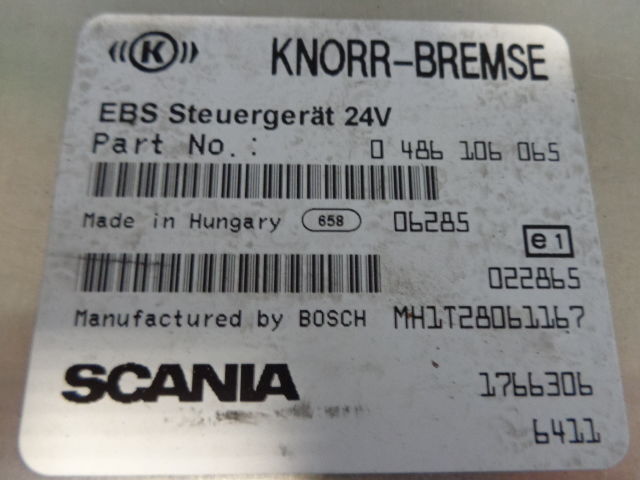 K KNORR-BREMSE
EBS Steuergerät 24V
Part No.: 0 486 106 065
Made in Hungary 658 06285
e1
022865
Manufactured by BOSCH MH1T28061167
SCANIA 1766306
6411